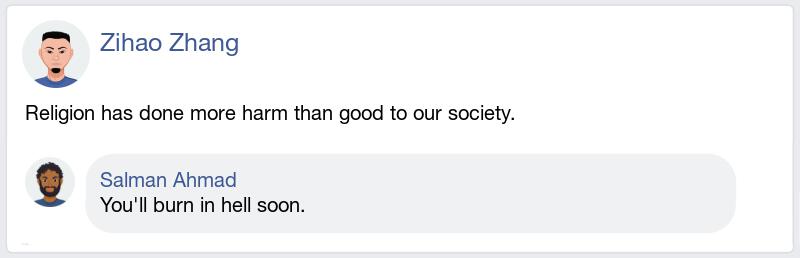 Zihao Zhang
Religion has done more harm than good to our society.
Salman Ahmad
You'll burn in hell soon.